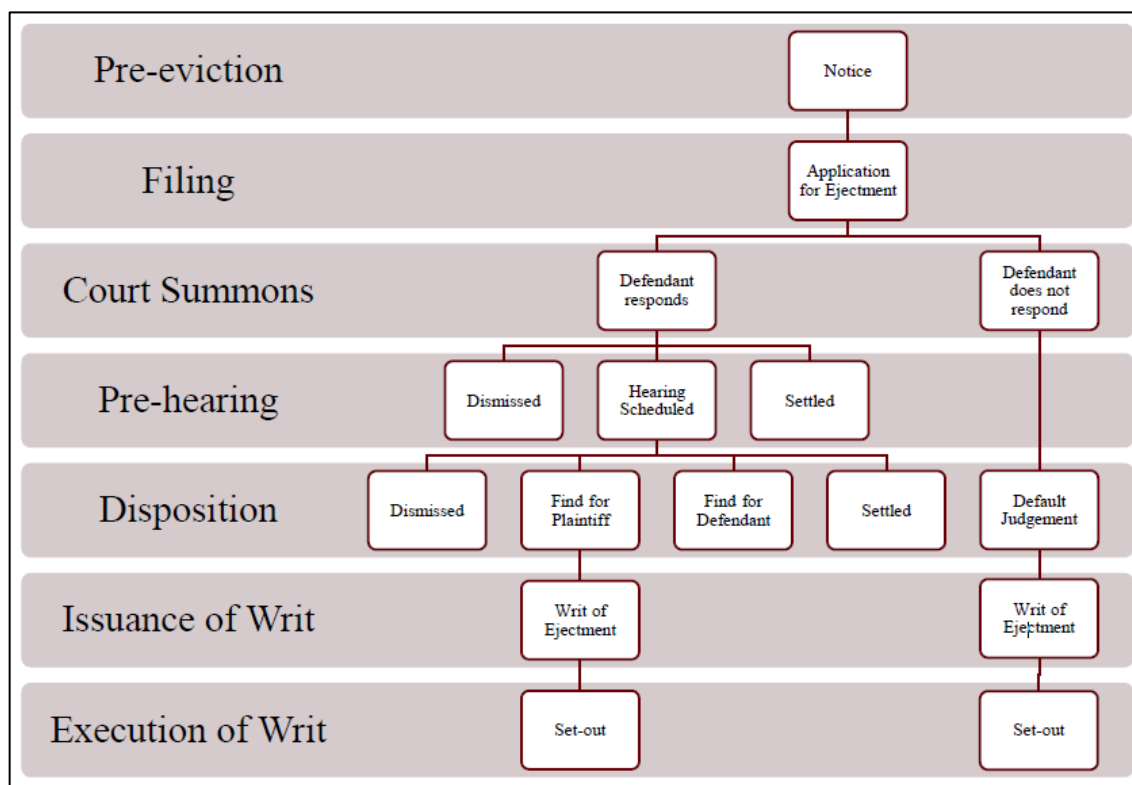 Pre-eviction
Notice
Filing
Application
for Ejectment
Court Summons
Defendant
responds
Defendant
does not
respond
Pre-hearing
Dismissed
Hearing
Scheduled
Settled
Disposition
Dismissed
Find for
Plaintiff
Find for
Defendant
Settled
Default
Judgement
Issuance of Writ
Writ of
Ejectment
Writ of
Ejectment
Execution of Writ
Set-out
Set-out